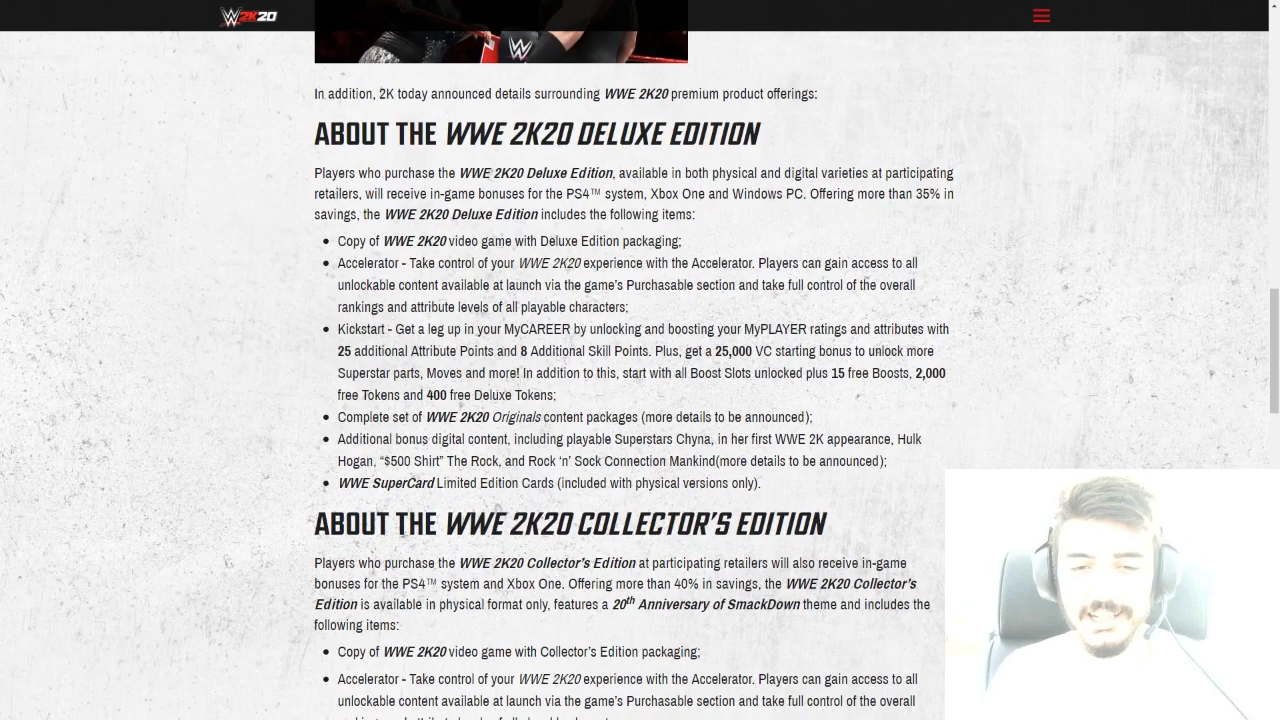 W2K20
W
In addition, 2K today announced details surrounding WWE 2K20 premium product offerings:
ABOUT THE WWE 2K20 DELUXE EDITION
Players who purchase the WWE 2K20 Deluxe Edition, available in both physical and digital varieties at participating
retailers, will receive in-game bonuses for the PS4™ system, Xbox One and Windows PC. Offering more than 35% in
savings, the WWE 2K20 Deluxe Edition includes the following items:
• Copy of WWE 2K20 video game with Deluxe Edition packaging;
• Accelerator - Take control of your WWE 2K20 experience with the Accelerator. Players can gain access to all
unlockable content available at launch via the game's Purchasable section and take full control of the overall
rankings and attribute levels of all playable characters;
• Kickstart - Get a leg up in your MyCAREER by unlocking and boosting your MyPLAYER ratings and attributes with
25 additional Attribute Points and 8 Additional Skill Points. Plus, get a 25,000 VC starting bonus to unlock more
Superstar parts, Moves and more! In addition to this, start with all Boost Slots unlocked plus 15 free Boosts, 2,000
free Tokens and 400 free Deluxe Tokens;
• Complete set of WWE 2K20 Originals content packages (more details to be announced);
• Additional bonus digital content, including playable Superstars Chyna, in her first WWE 2K appearance, Hulk
Hogan, “$500 Shirt” The Rock, and Rock ‘n’ Sock Connection Mankind(more details to be announced);
• WWE SuperCard Limited Edition Cards (included with physical versions only).
ABOUT THE WWE 2K20 COLLECTOR'S EDITION
Players who purchase the WWE 2K20 Collector's Edition at participating retailers will also receive in-game
bonuses for the PS4™ system and Xbox One. Offering more than 40% in savings, the WWE 2K20 Collector's
Edition is available in physical format only, features a 20th Anniversary of SmackDown theme and includes the
following items:
• Copy of WWE 2K20 video game with Collector's Edition packaging;
• Accelerator - Take control of your WWE 2K20 experience with the Accelerator. Players can gain access to all
unlockable content available at launch via the game's Purchasable section and take full control of the overall